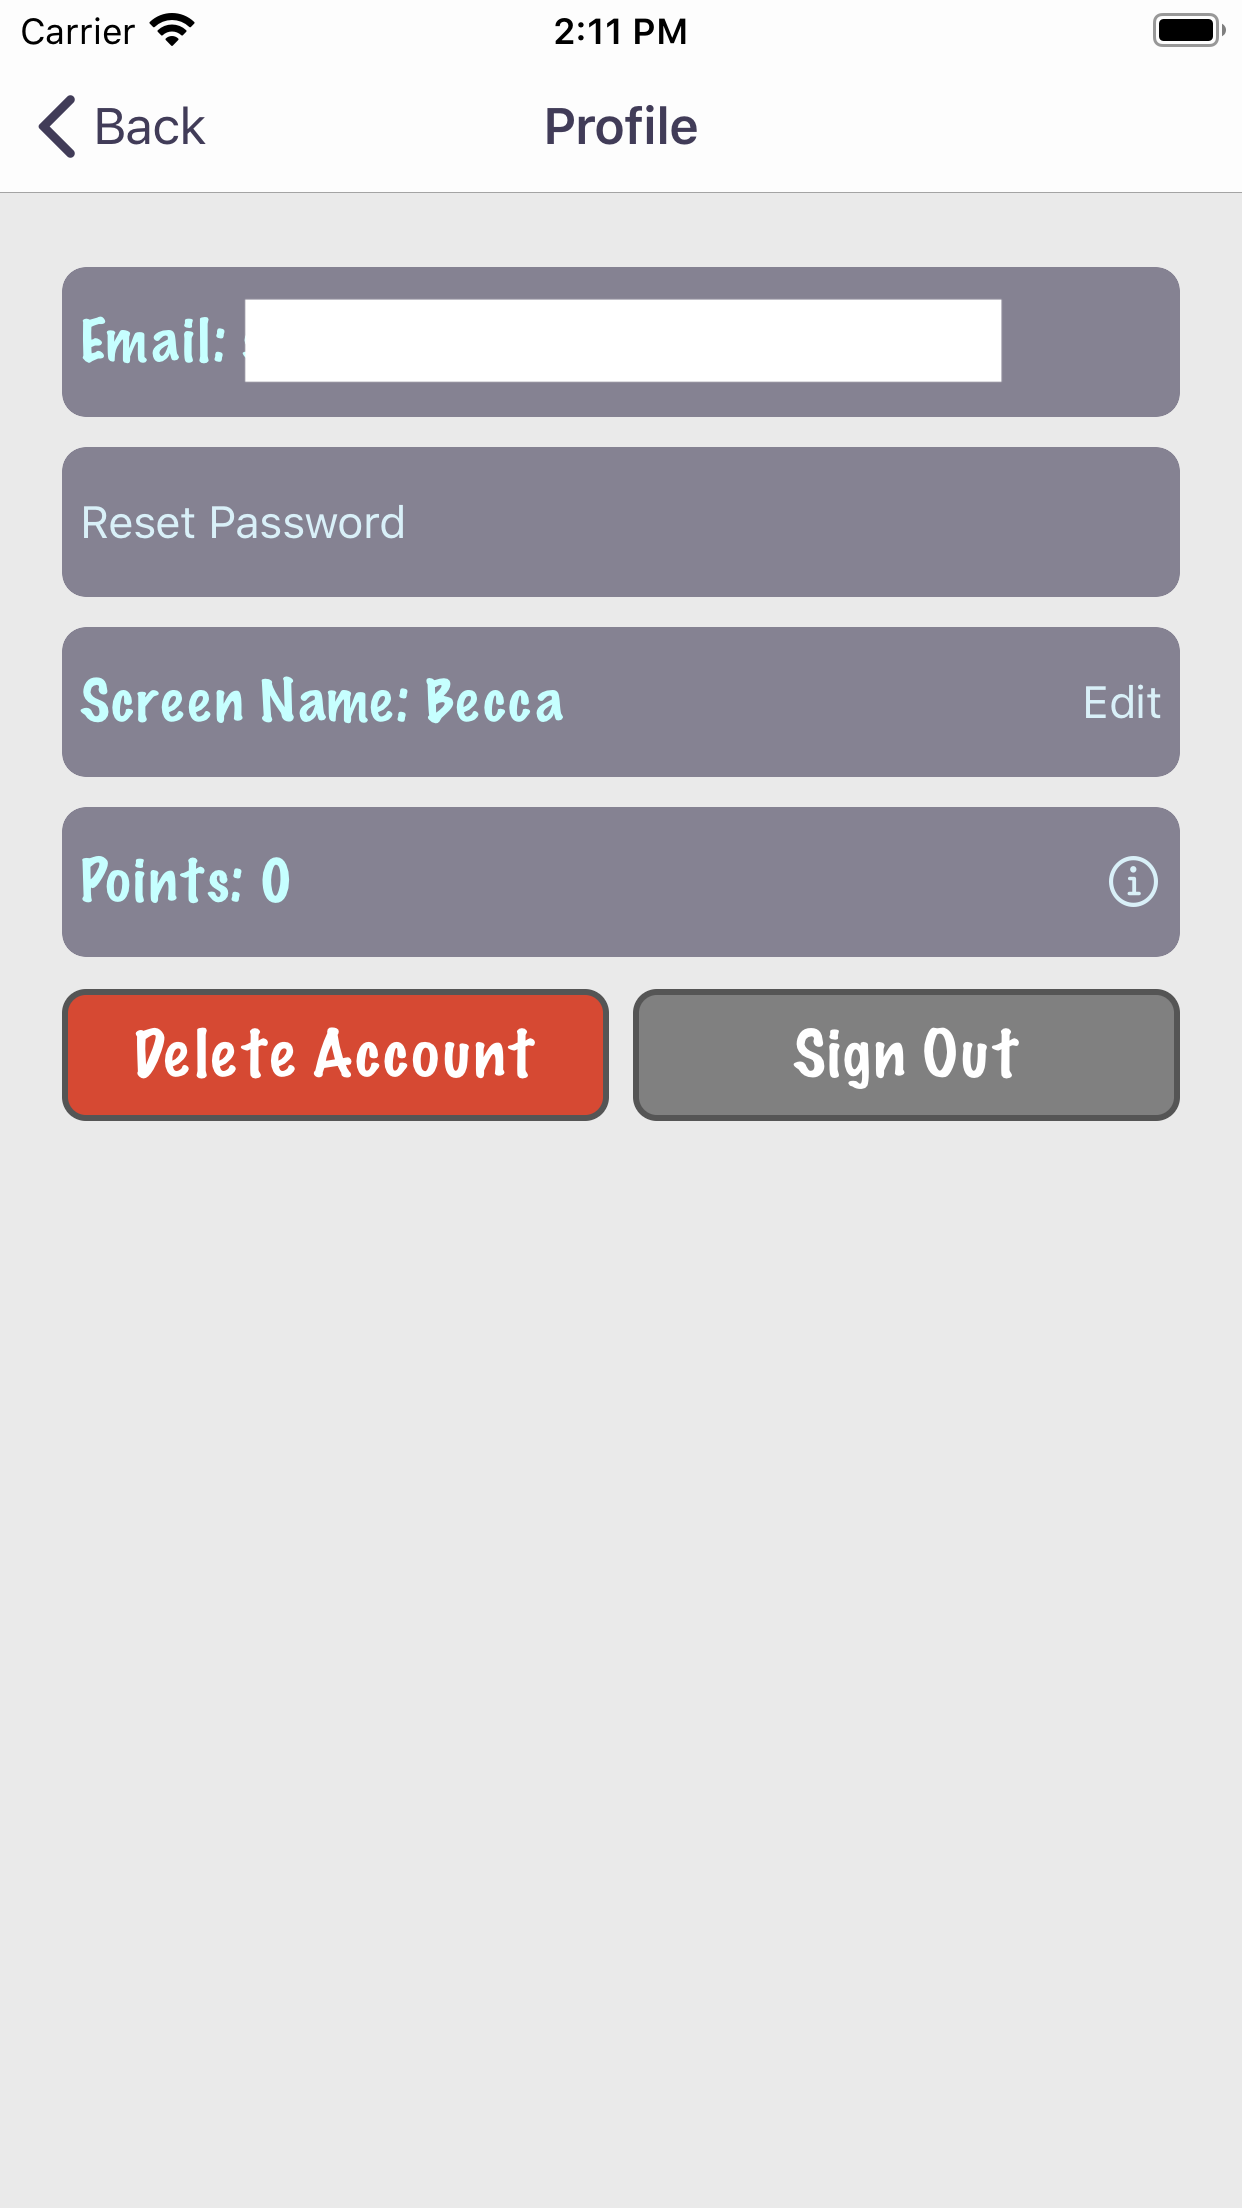 Carrier
2:11 PM
Back
Profile
Email:
Reset Password
Screen Name: Becca
Edit
Points: 0
Delete Account
Sign Out